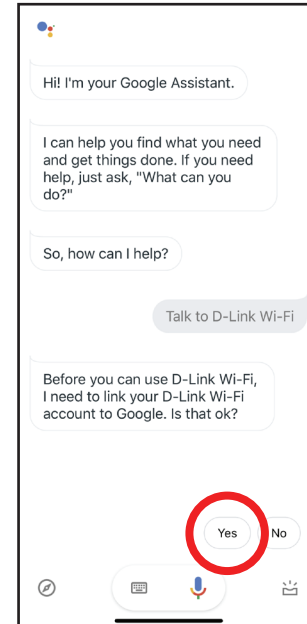 Hi! I'm your Google Assistant.
I can help you find what you need
and get things done. If you need
help, just ask, "What can you
do?"
So, how can I help?
Talk to D-Link Wi-Fi
Before you can use D-Link Wi-Fi,
I need to link your D-Link Wi-Fi
account to Google. Is that ok?
Yes No